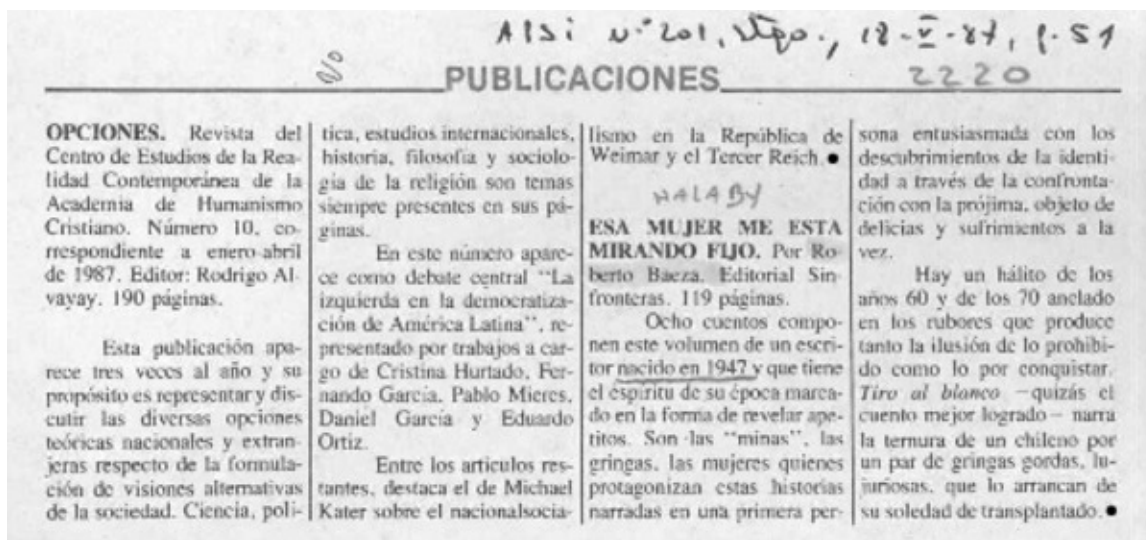 APSI Nº 201, Stgo., 18-V-87, p. 51
2220
PUBLICACIONES
OPCIONES. Revista del
Centro de Estudios de la Rea-
lidad Contemporánea de la
Academia de Humanismo
Cristiano. Número 10, co-
rrespondiente a enero-abril
de 1987. Editor: Rodrigo Al-
vayay. 190 páginas.
Esta publicación apa-
rece tres veces al año y su
propósito es representar y dis-
cutir las diversas opciones
teóricas nacionales y extran-
jeras respecto de la formula-
ción de visiones alternativas
de la sociedad. Ciencia, polí-
tica, estudios internacionales,
historia, filosofía y sociolo-
gía de la religión son temas
siempre presentes en sus pá-
ginas.
En este número apare-
ce como debate central "La
izquierda en la democratiza-
ción de América Latina", re-
presentado por trabajos a car-
go de Cristina Hurtado, Fer-
nando García, Pablo Mieres,
Daniel García y Eduardo
Ortiz.
Entre los artículos res-
tantes, destaca el de Michael
Kater sobre el nacionalsocia-
lismo en la República de
Weimar y el Tercer Reich.●
HALABY
ESA MUJER ME ESTA
MIRANDO FIJO. Por Ro-
berto Baeza. Editorial Sin-
fronteras. 119 páginas.
Ocho cuentos compo-
nen este volumen de un escri-
tor nacido en 1947 y que tiene
el espíritu de su época marca-
do en la forma de revelar ape-
titos. Son las "minas", las
gringas, las mujeres quienes
protagonizan estas historias
narradas en una primera per-
sona entusiasmada con los
descubrimientos de la identi-
dad a través de la confronta-
ción con la prójima, objeto de
delicias y sufrimientos a la
vez.
Hay un hálito de los
años 60 y de los 70 anclado
en los rubores que produce
tanto la ilusión de lo prohibi-
do como lo por conquistar.
Tiro al blanco —quizás el
cuento mejor logrado— narra
la ternura de un chileno por
un par de gringas gordas, lu-
juriosas, que lo arrancan de
su soledad de transplantado.●